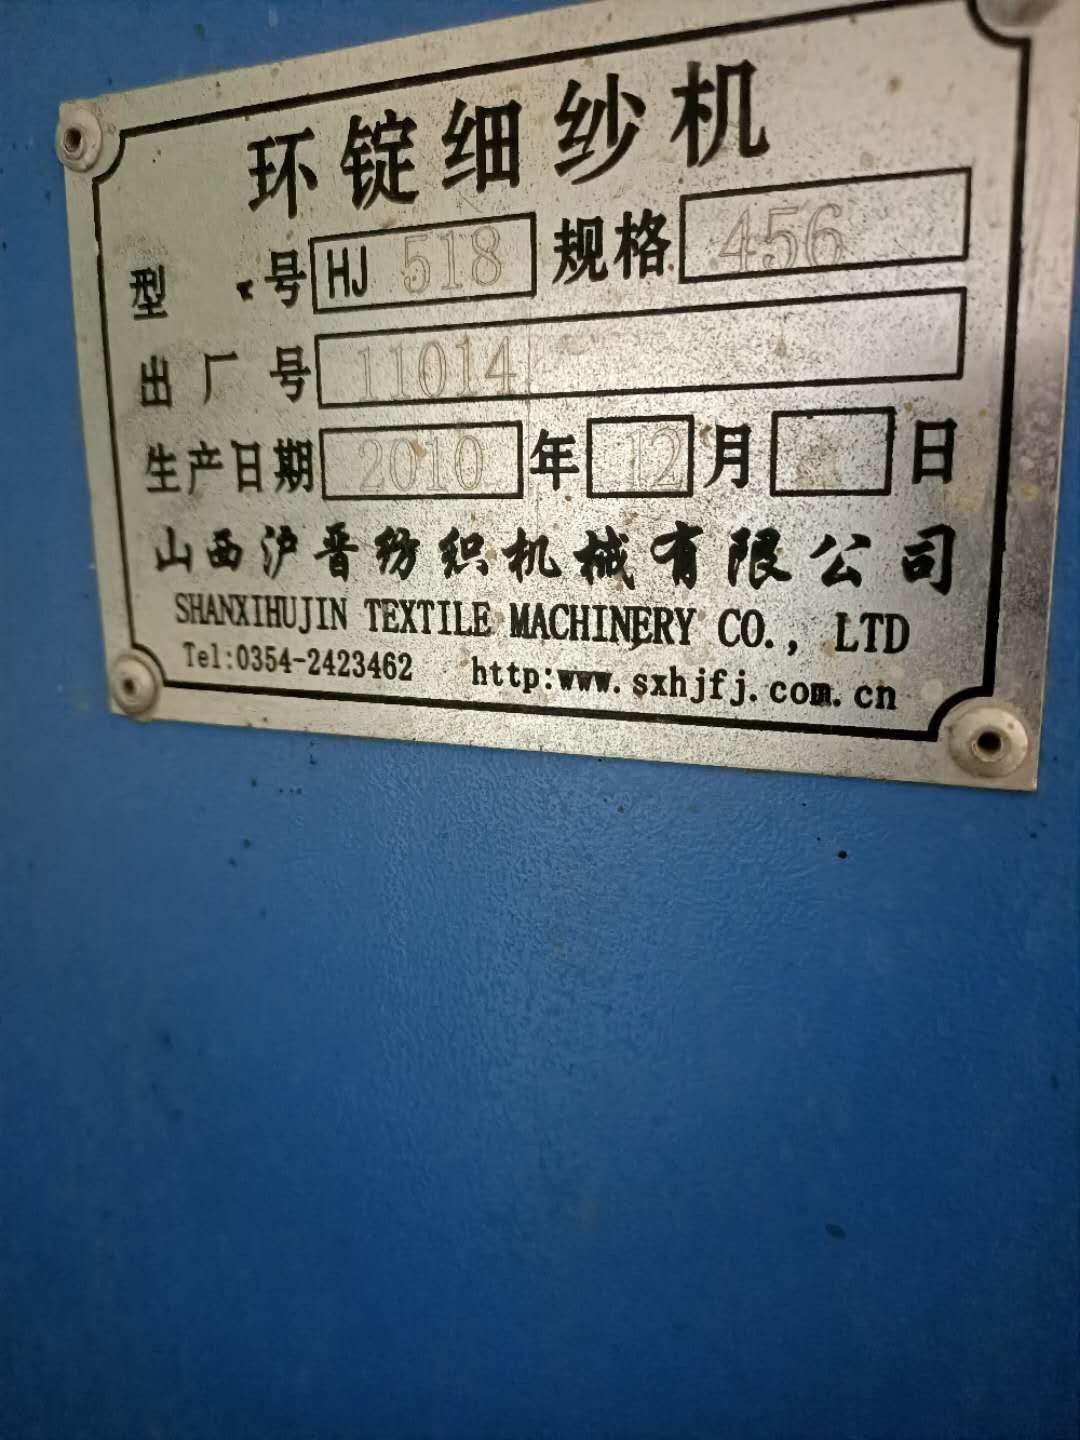 环锭细纱机
型号 HJ 518 规格 456
出厂号 11014
生产日期 2010 年 12 月 日
山西沪晋纺织机械有限公司
SHANXIHUJIN TEXTILE MACHINERY CO., LTD
Tel:0354-2423462 http:www.sxhjfj.com.cn